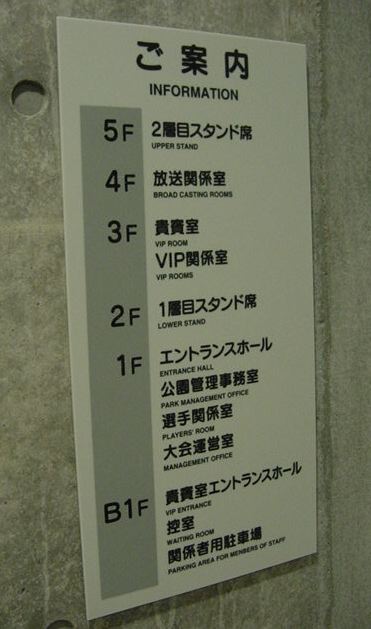 ご案内
INFORMATION
5F 2層目スタンド席
UPPER STAND
4F 放送関係室
BROAD CASTING ROOMS
3F 貴賓室
VIP ROOM
VIP関係室
VIP ROOMS
2F 1層目スタンド席
LOWER STAND
1F エントランスホール
ENTRANCE HALL
公園管理事務室
PARK MANAGEMENT OFFICE
選手関係室
PLAYERS' ROOM
大会運営室
MANAGEMENT OFFICE
B1F 貴賓室エントランスホール
VIP ENTRANCE
控室
WAITING ROOM
関係者用駐車場
PARKING AREA FOR MENBERS OF STAFF